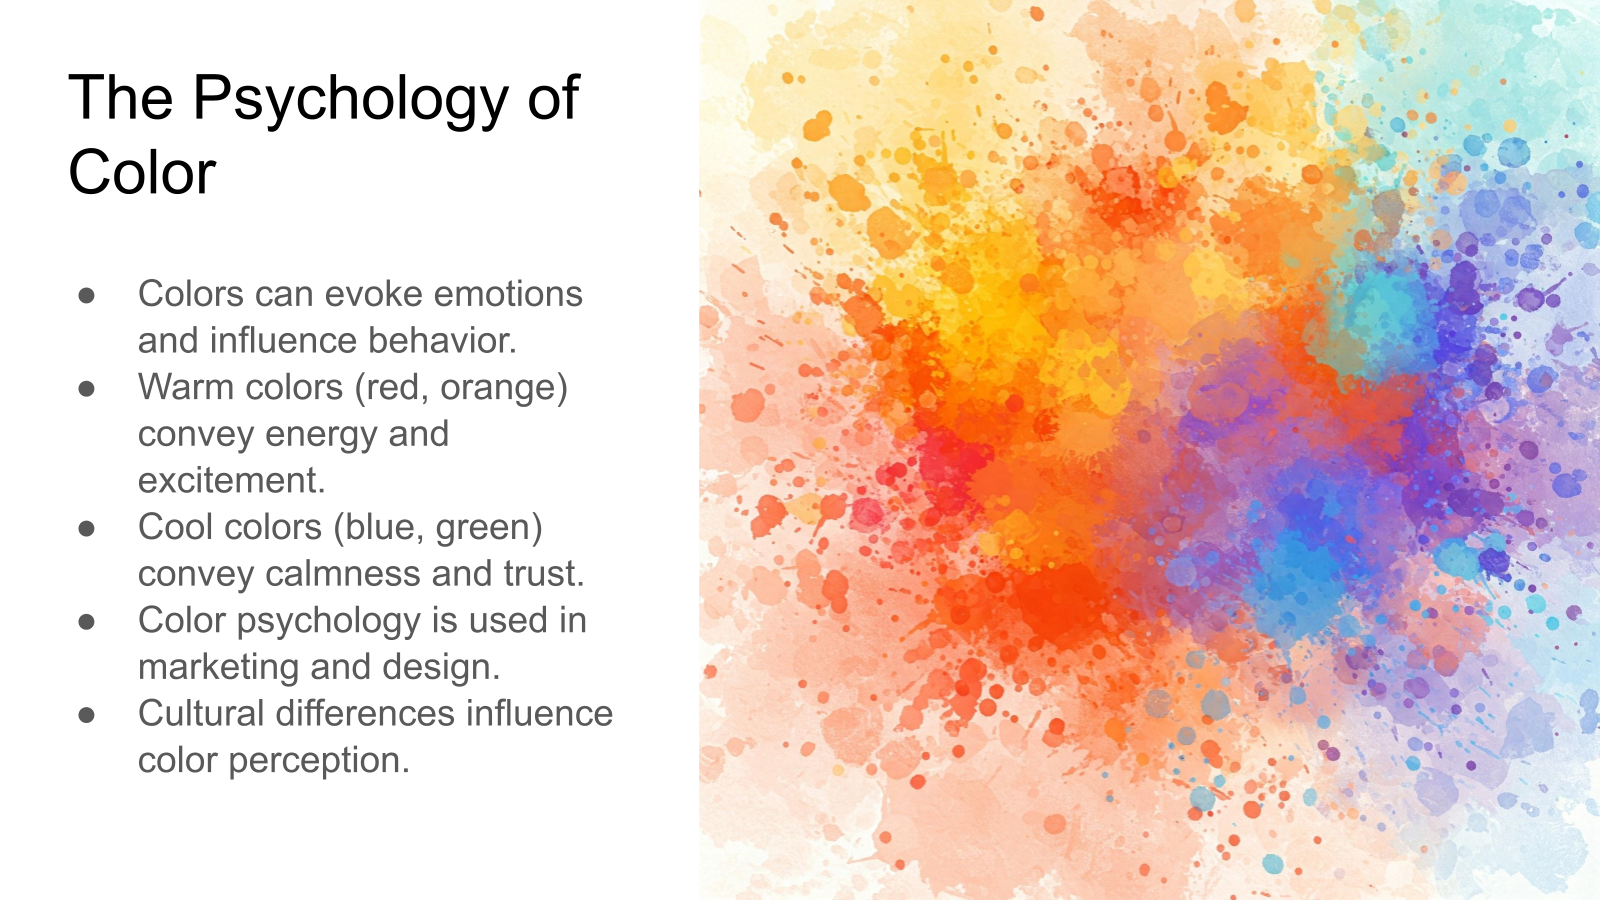 The Psychology of
Color
● Colors can evoke emotions
and influence behavior.
● Warm colors (red, orange)
convey energy and
excitement.
● Cool colors (blue, green)
convey calmness and trust.
● Color psychology is used in
marketing and design.
● Cultural differences influence
color perception.